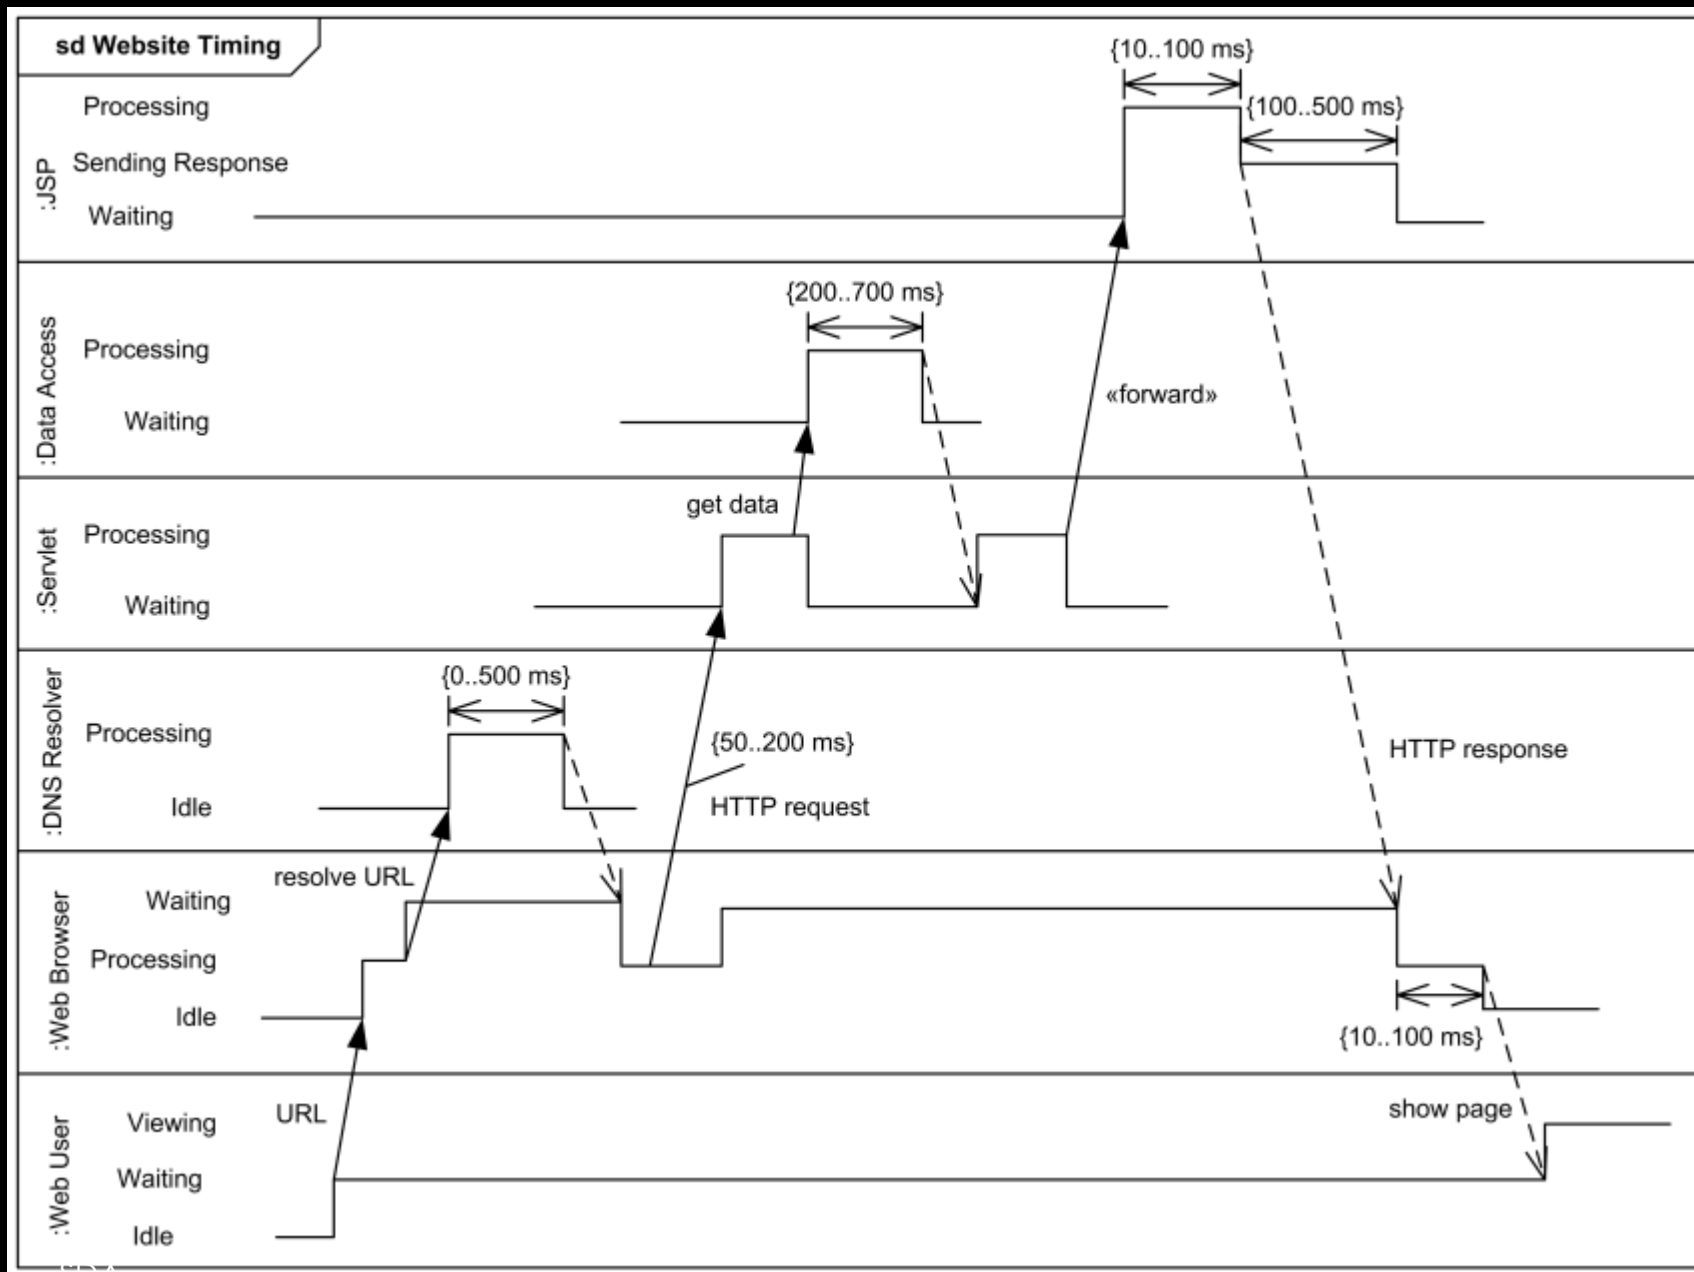 sd Website Timing
{10..100 ms}
Processing
{100..500 ms}
:JSP
Sending Response
Waiting
{200..700 ms}
:Data Access
Processing
Waiting
«forward»
get data
:Servlet
Processing
Waiting
:DNS Resolver
{0..500 ms}
Processing
{50..200 ms}
HTTP response
Idle
HTTP request
resolve URL
:Web Browser
Waiting
Processing
Idle
{10..100 ms}
:Web User
URL
show page
Viewing
Waiting
Idle